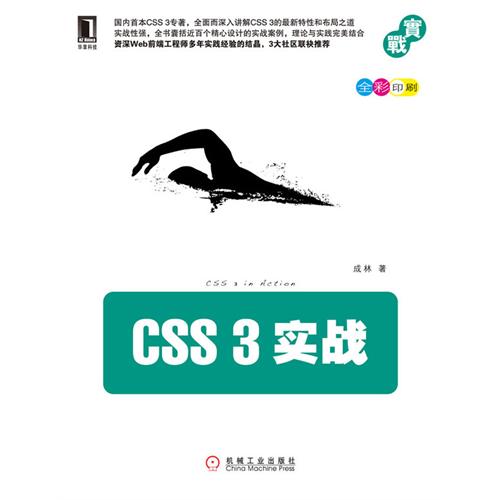 华章科技
国内首本CSS 3专著，全面而深入讲解CSS 3的最新特性和布局之道
实战性强，全书囊括近百个精心设计的实战案例，理论与实践完美结合
资深Web前端工程师多年实践经验的结晶，3大社区联袂推荐
實戰
全彩印刷
成林 著
CSS 3 in Action
CSS 3 实战
机械工业出版社
China Machine Press